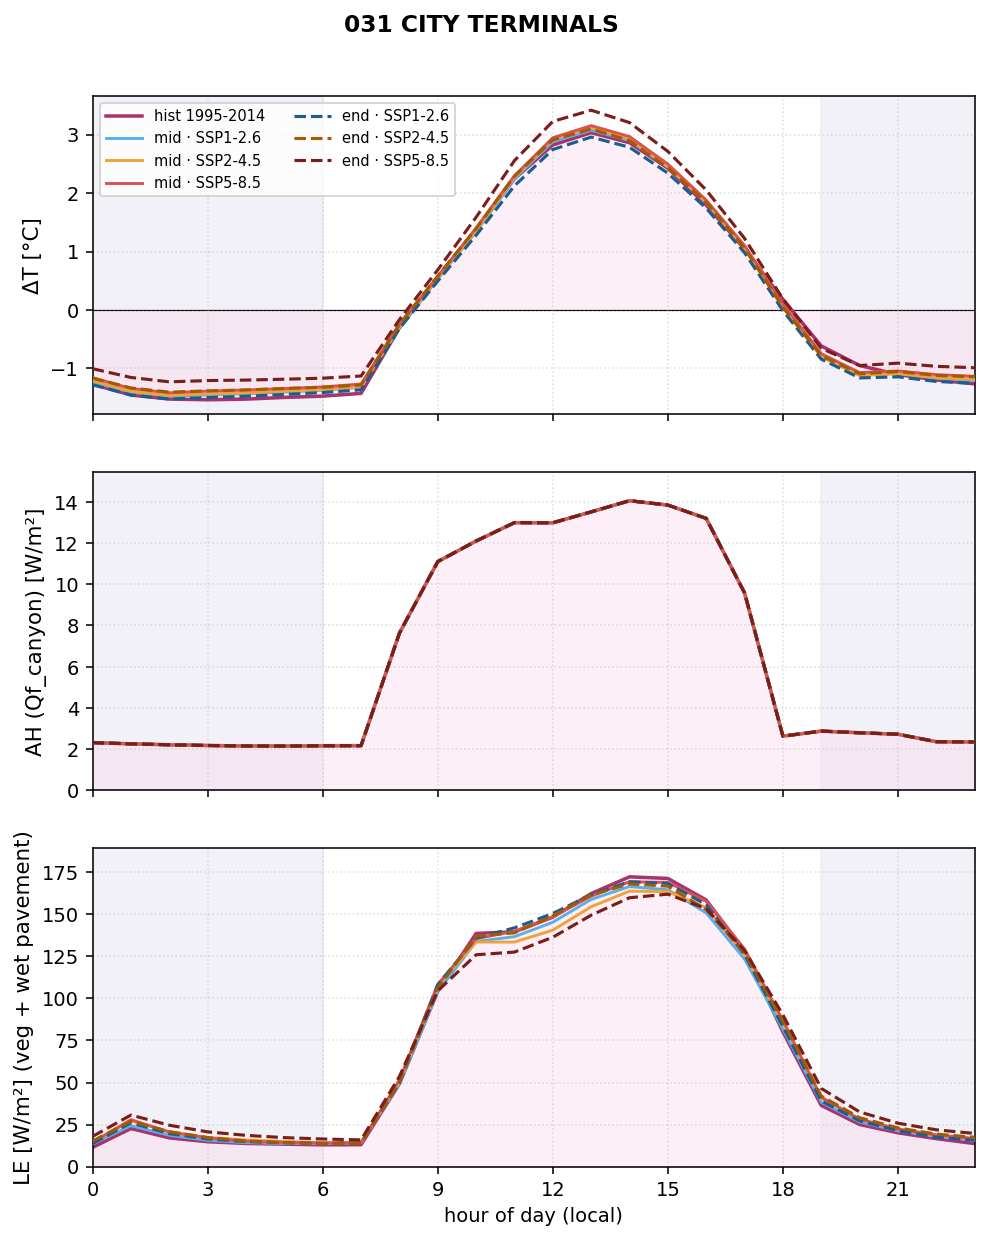 031 CITY TERMINALS
hist 1995-2014
mid · SSP1-2.6
mid · SSP2-4.5
mid · SSP5-8.5
end · SSP1-2.6
end · SSP2-4.5
end · SSP5-8.5
ΔT [°C]
3
2
1
0
−1
AH (Qf_canyon) [W/m²]
14
12
10
8
6
4
2
0
LE [W/m²] (veg + wet pavement)
175
150
125
100
75
50
25
0
0 3 6 9 12 15 18 21
hour of day (local)